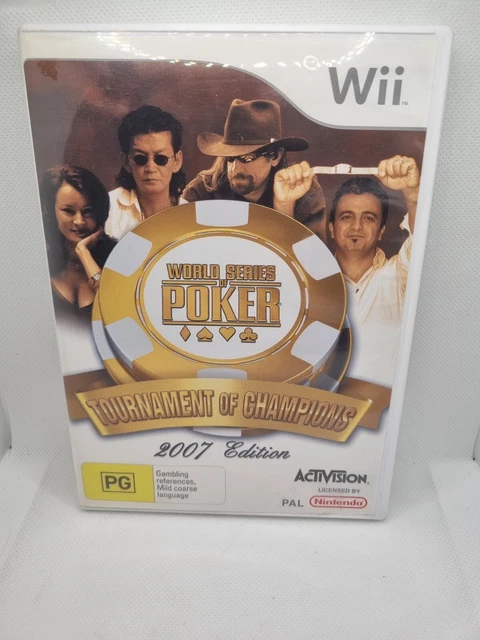 Wii™
WORLD SERIES
OF
POKER
TOURNAMENT OF CHAMPIONS
2007 Edition
PG
Gambling
references,
Mild coarse
language
ACTIVISION
LICENSED BY
PAL
Nintendo